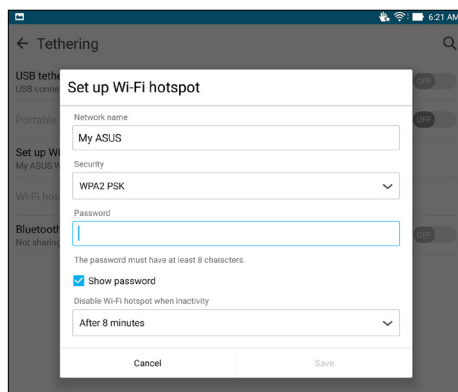 6:21 AM
Tethering
USB tethe
USB conne
OFF
Portable
OFF
Set up Wi
My ASUS W
Wi-Fi hot
Bluetooth
Not sharing
OFF
Set up Wi-Fi hotspot
Network name
My ASUS
Security
WPA2 PSK
Password
The password must have at least 8 characters.
Show password
Disable Wi-Fi hotspot when inactivity
After 8 minutes
Cancel
Save